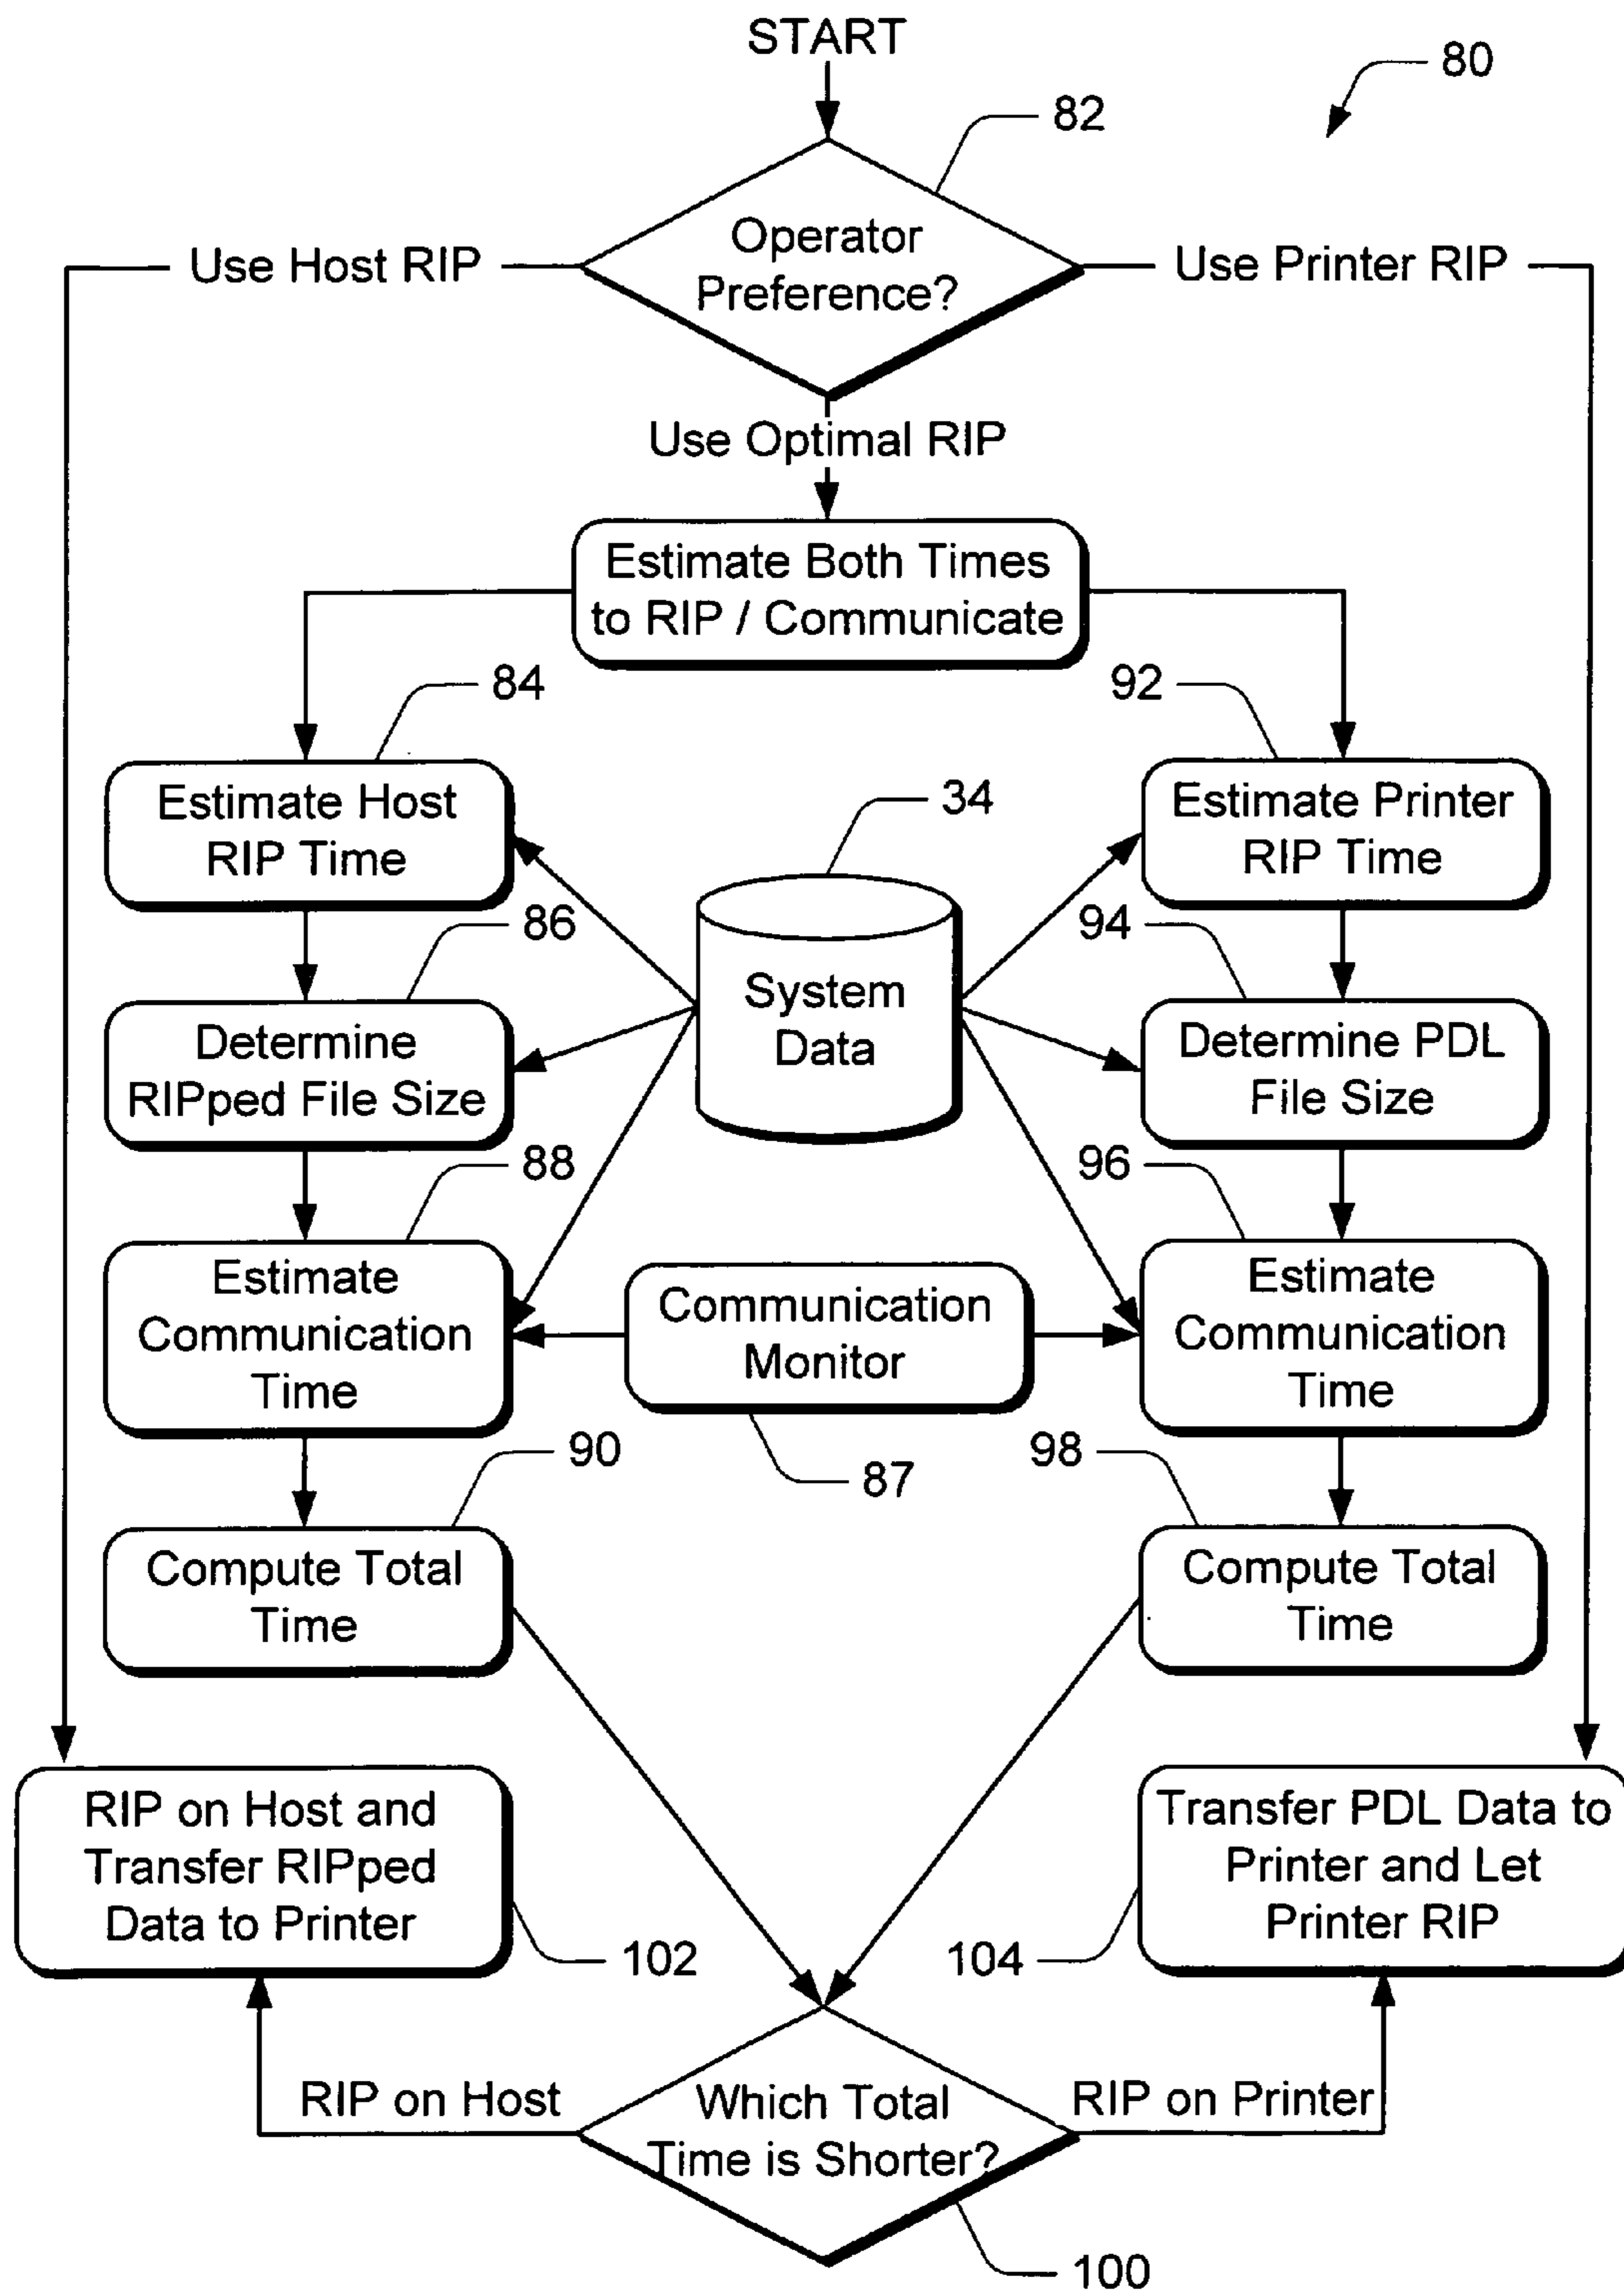 START
80
82
Operator
Preference?
Use Host RIP
Use Printer RIP
Use Optimal RIP
Estimate Both Times
to RIP / Communicate
84
92
Estimate Host
RIP Time
Estimate Printer
RIP Time
34
86
94
System
Data
Determine
RIPped File Size
Determine PDL
File Size
88
96
Estimate
Communication
Time
Communication
Monitor
Estimate
Communication
Time
90
87
98
Compute Total
Time
Compute Total
Time
RIP on Host and
Transfer RIPped
Data to Printer
Transfer PDL Data to
Printer and Let
Printer RIP
102
104
RIP on Host
Which Total
Time is Shorter?
RIP on Printer
100